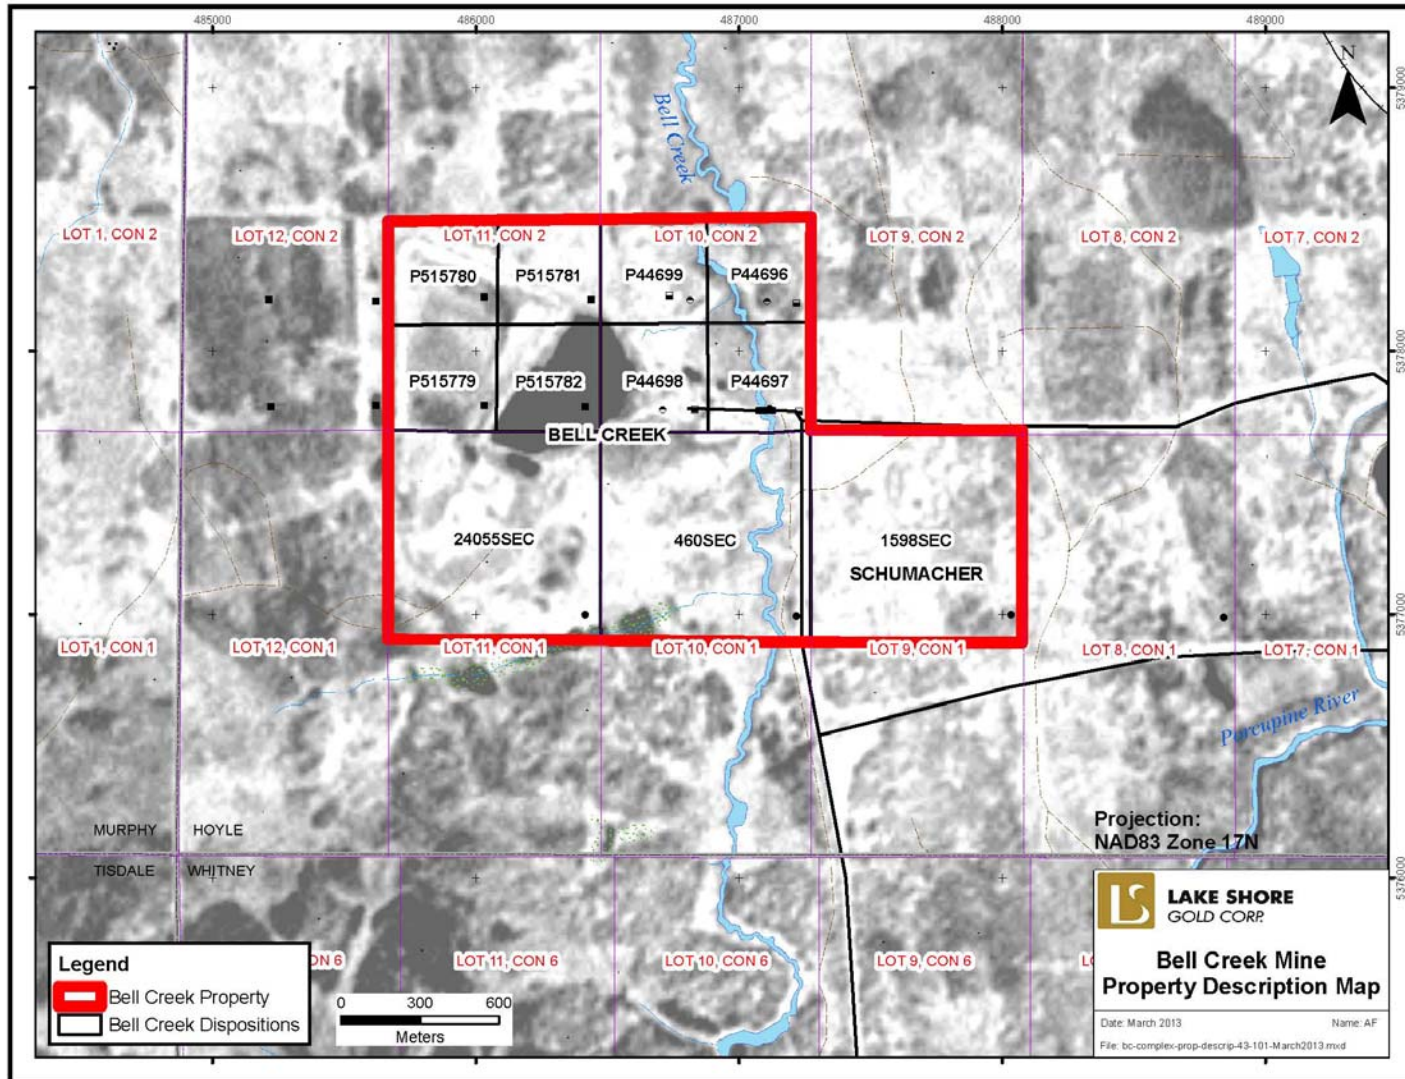 485000 486000 487000 488000 489000
N
5379000
Bell Creek
LOT 1, CON 2 LOT 12, CON 2 LOT 11, CON 2 LOT 10, CON 2 LOT 9, CON 2 LOT 8, CON 2 LOT 7, CON 2
P515780 P515781 P44699 P44696
5378000
P515779 P515782 P44698 P44697
BELL CREEK
24055SEC 460SEC 1598SEC
SCHUMACHER
5377000
LOT 1, CON 1 LOT 12, CON 1 LOT 11, CON 1 LOT 10, CON 1 LOT 9, CON 1 LOT 8, CON 1 LOT 7, CON 1
Porcupine River
MURPHY HOYLE
Projection:
NAD83 Zone 17N
TISDALE WHITNEY
5376000
LAKE SHORE
GOLD CORP.
ON 6 LOT 11, CON 6 LOT 10, CON 6 LOT 9, CON 6
Bell Creek Mine
Property Description Map
Date: March 2013 Name: AF
File: bc-complex-prop-descrip-43-101-March2013.mxd
Legend
Bell Creek Property
Bell Creek Dispositions
0 300 600
Meters